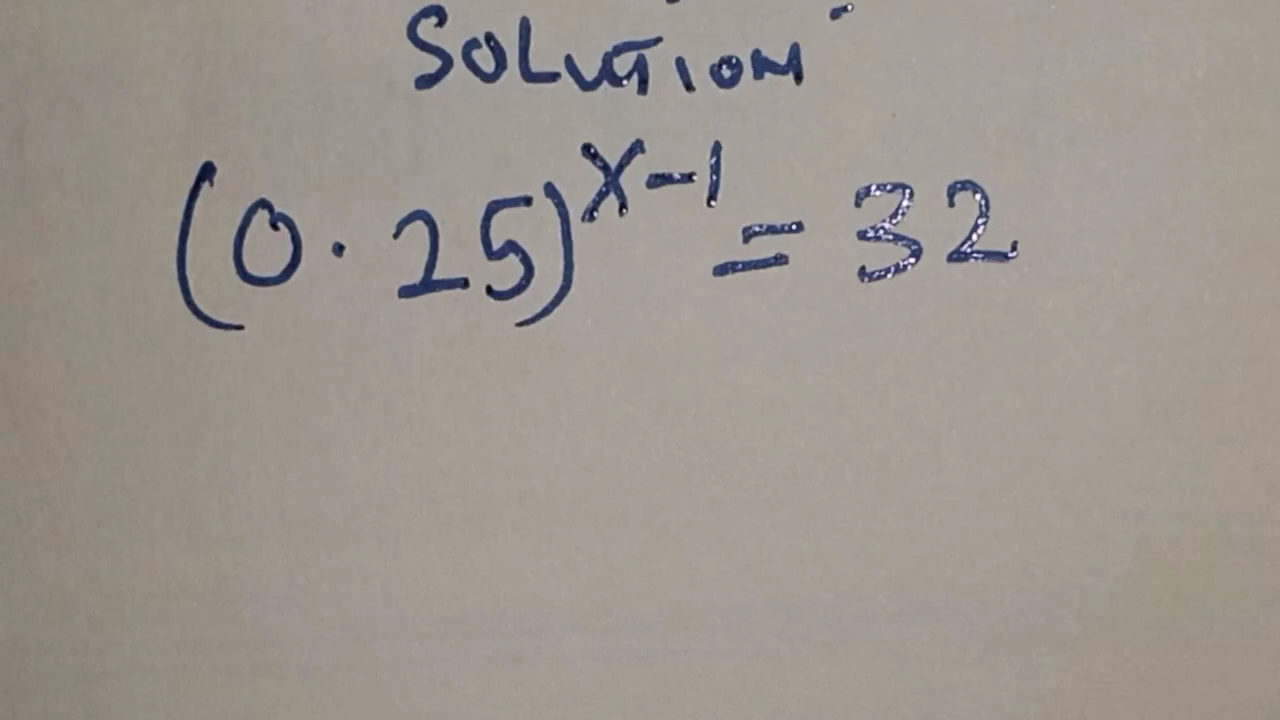 SOLUTION
(0.25)^{x-1} = 32